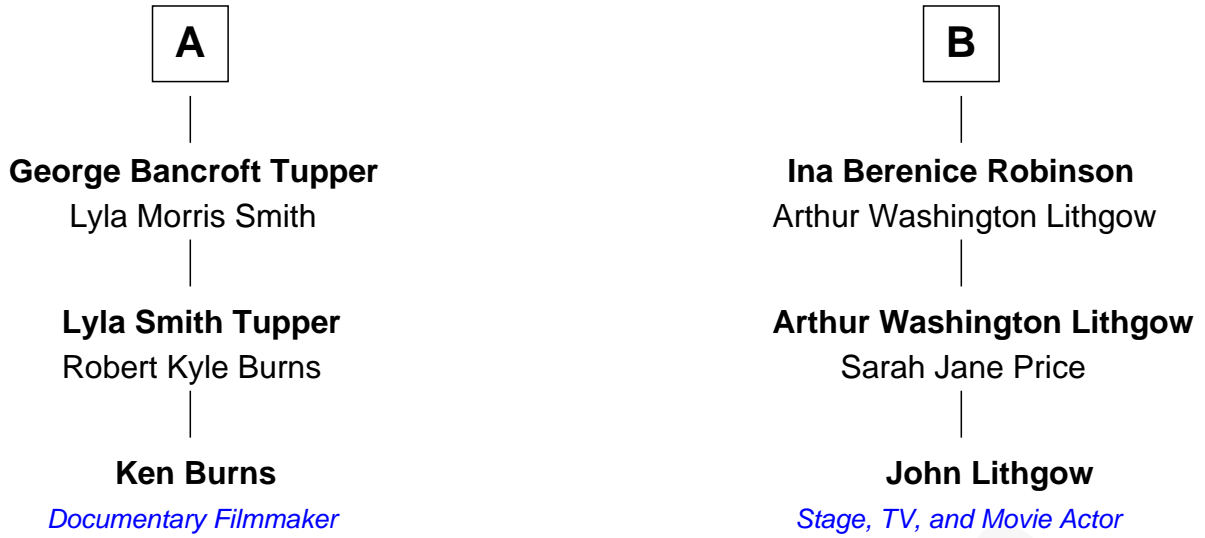 A
George Bancroft Tupper
Lyla Morris Smith
Lyla Smith Tupper
Robert Kyle Burns
Ken Burns
Documentary Filmmaker
B
Ina Berenice Robinson
Arthur Washington Lithgow
Arthur Washington Lithgow
Sarah Jane Price
John Lithgow
Stage, TV, and Movie Actor